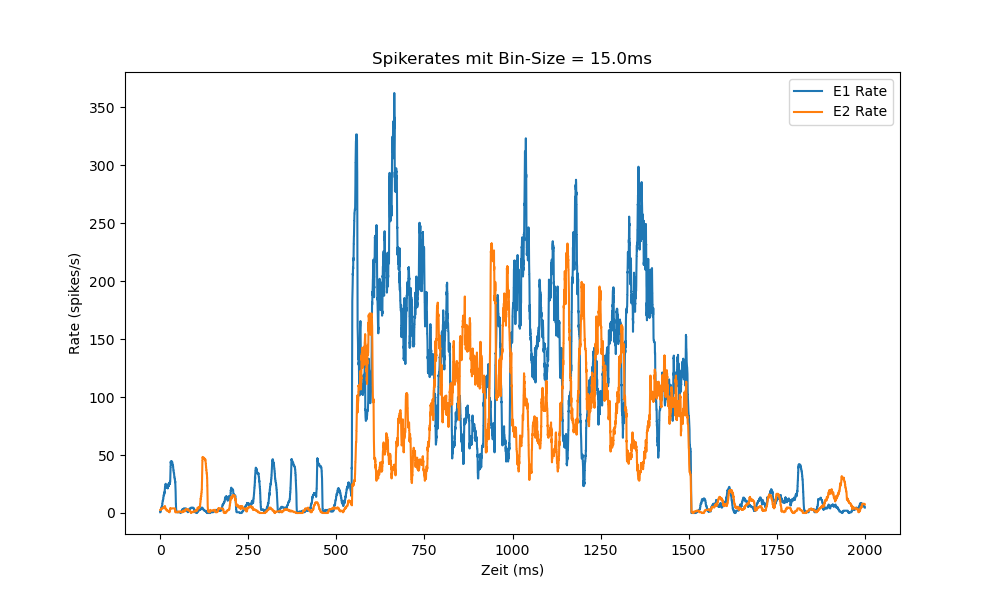 Spikerates mit Bin-Size = 15.0ms
E1 Rate
E2 Rate
Rate (spikes/s)
350
300
250
200
150
100
50
0
0 250 500 750 1000 1250 1500 1750 2000
Zeit (ms)